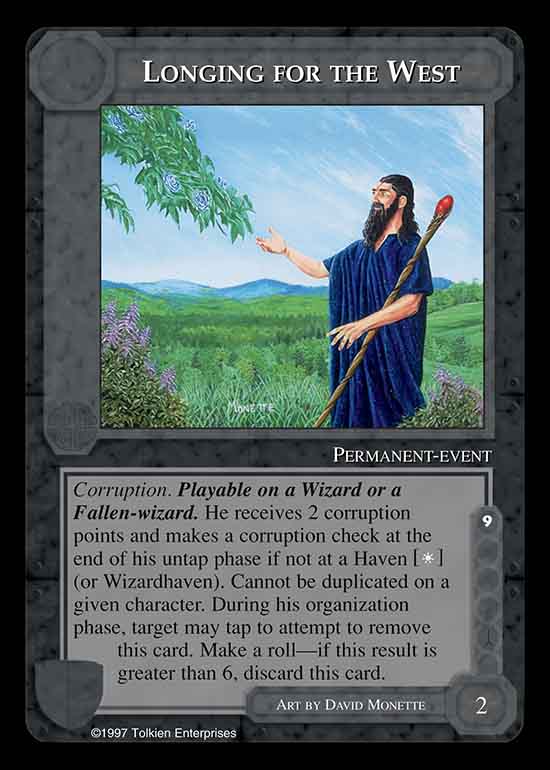 Longing for the West
Monette
Permanent-event
Corruption. Playable on a Wizard or a
Fallen-wizard. He receives 2 corruption
points and makes a corruption check at the
end of his untap phase if not at a Haven [☀]
(or Wizardhaven). Cannot be duplicated on a
given character. During his organization
phase, target may tap to attempt to remove
this card. Make a roll—if this result is
greater than 6, discard this card.
9
Art by David Monette
2
©1997 Tolkien Enterprises